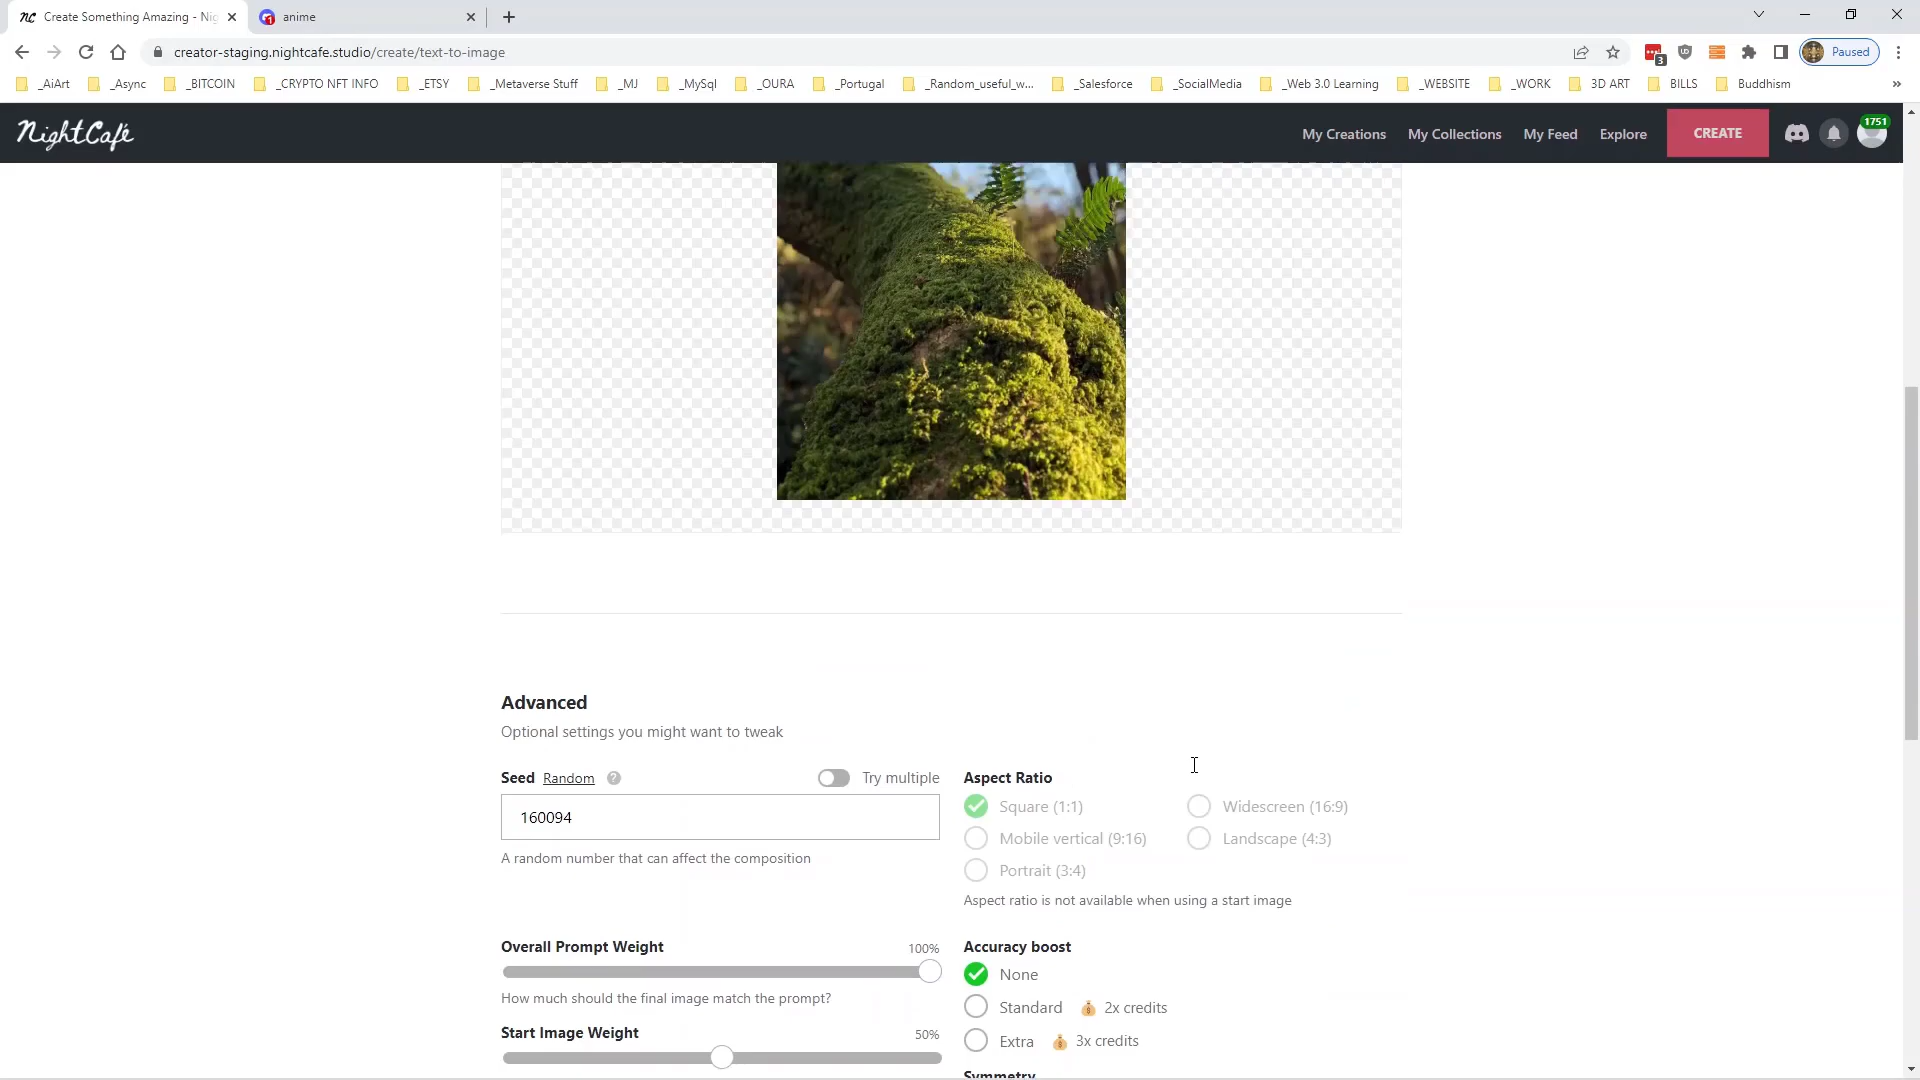 Create Something Amazing - Nig
anime
creator-staging.nightcafe.studio/create/text-to-image
3
Paused
_AiArt
_Async
_BITCOIN
_CRYPTO NFT INFO
_ETSY
_Metaverse Stuff
_MJ
_MySql
_OURA
_Portugal
_Random_useful_w...
_Salesforce
_SocialMedia
_Web 3.0 Learning
_WEBSITE
_WORK
3D ART
BILLS
Buddhism
»
NightCafé
My Creations
My Collections
My Feed
Explore
CREATE
1751
Advanced
Optional settings you might want to tweak
Seed Random ? Try multiple
160094
A random number that can affect the composition
Aspect Ratio
Square (1:1)
Widescreen (16:9)
Mobile vertical (9:16)
Landscape (4:3)
Portrait (3:4)
Aspect ratio is not available when using a start image
Overall Prompt Weight 100%
How much should the final image match the prompt?
Start Image Weight 50%
Accuracy boost
None
Standard 2x credits
Extra 3x credits
Symmetry